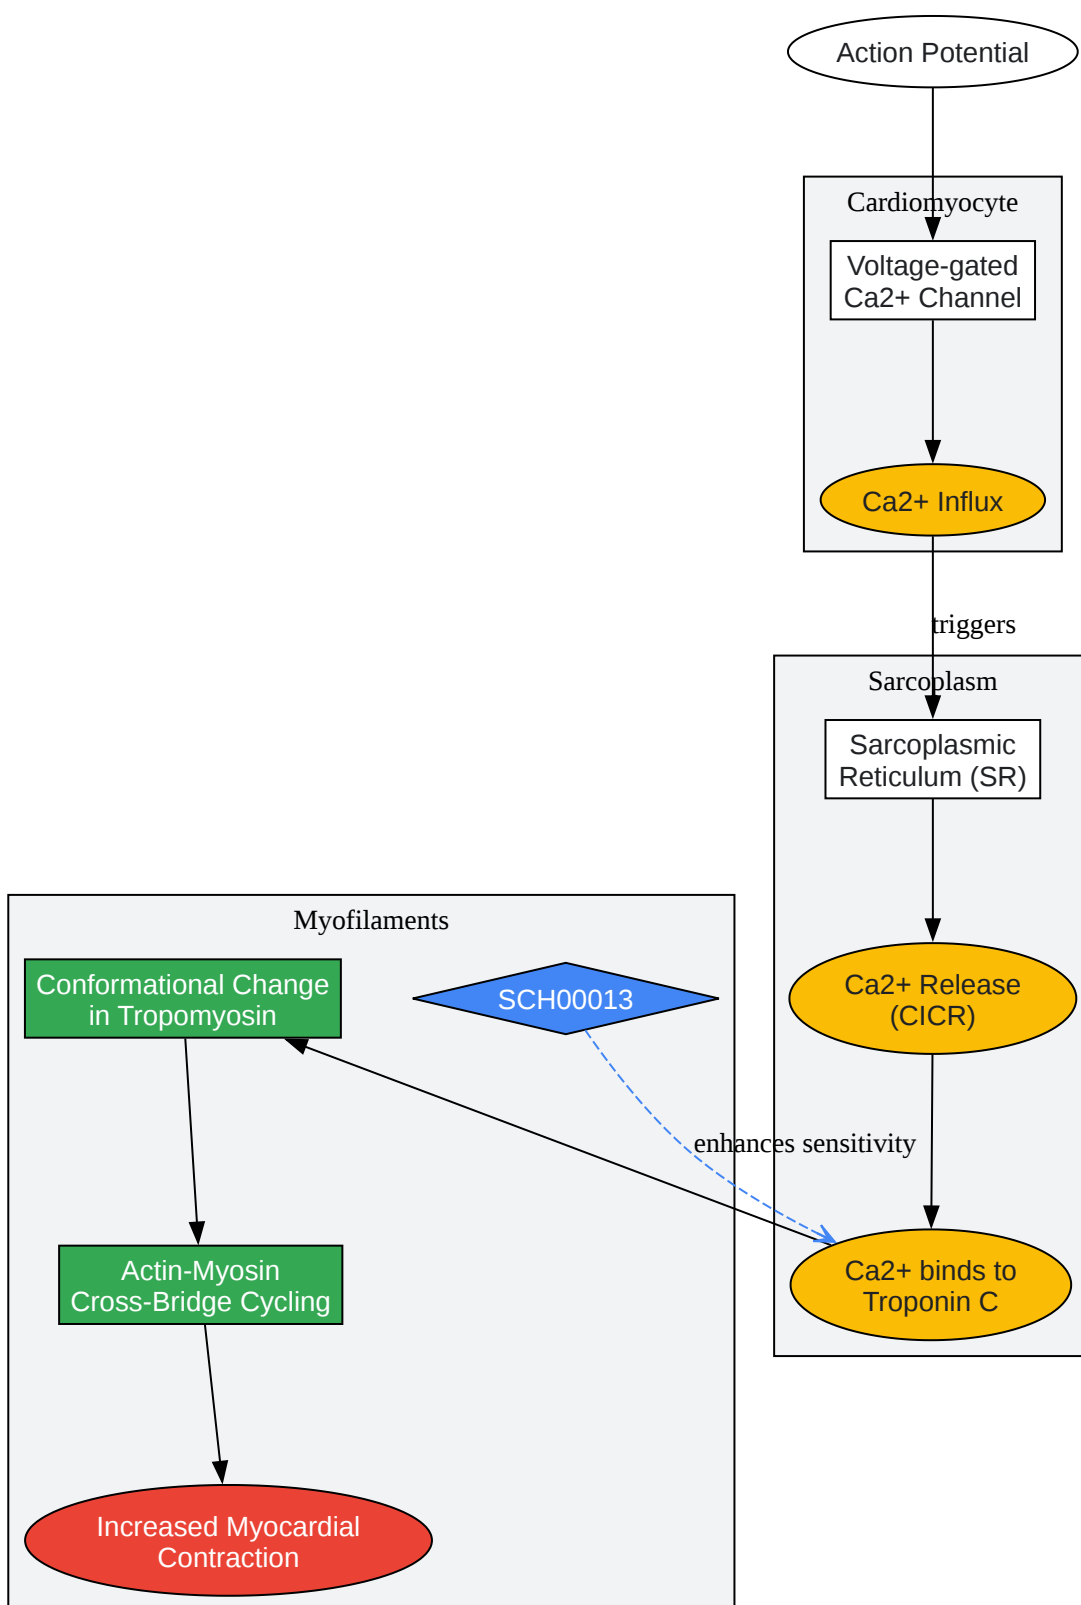 Action Potential
Cardiomyocyte
Voltage-gated
Ca2+ Channel
Ca2+ Influx
triggers
Sarcoplasm
Sarcoplasmic
Reticulum (SR)
Myofilaments
Conformational Change
in Tropomyosin
SCH00013
Ca2+ Release
(CICR)
enhances sensitivity
Actin-Myosin
Cross-Bridge Cycling
Ca2+ binds to
Troponin C
Increased Myocardial
Contraction